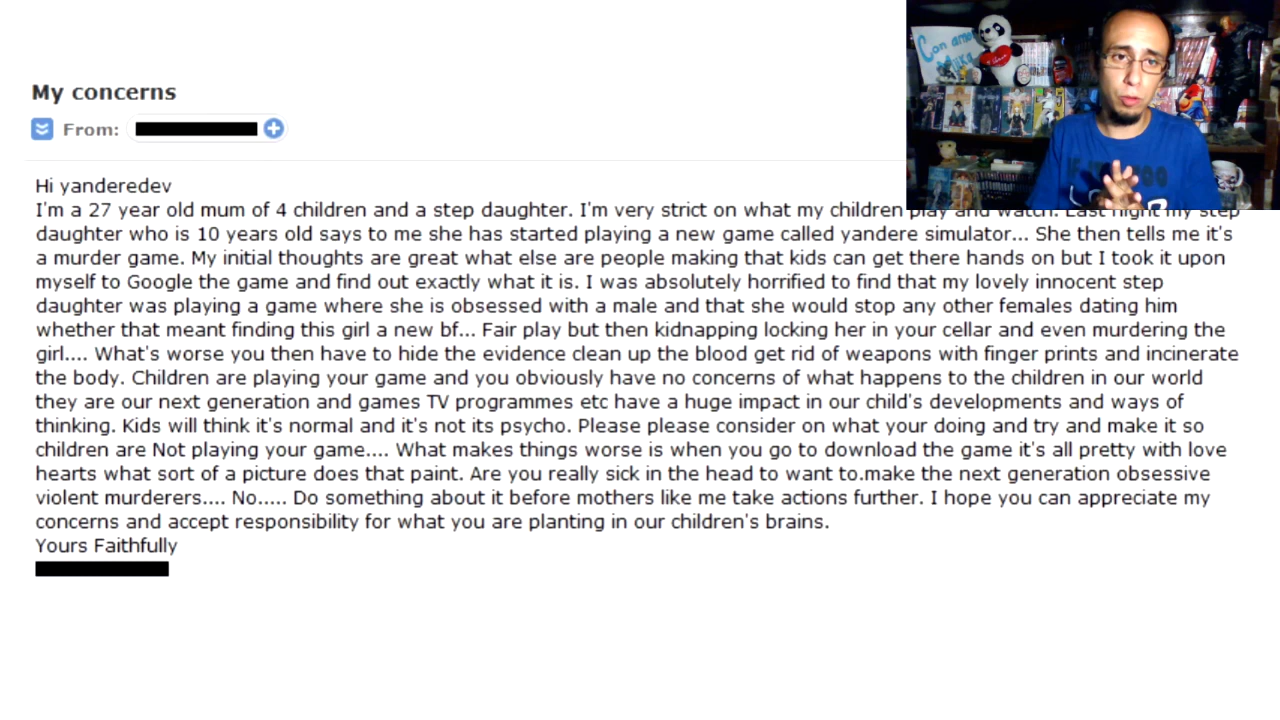 Con amor
Mika
My concerns
From:
Hi yanderedev
I'm a 27 year old mum of 4 children and a step daughter. I'm very strict on what my children play and watch. Last night my step
daughter who is 10 years old says to me she has started playing a new game called yandere simulator... She then tells me it's
a murder game. My initial thoughts are great what else are people making that kids can get there hands on but I took it upon
myself to Google the game and find out exactly what it is. I was absolutely horrified to find that my lovely innocent step
daughter was playing a game where she is obsessed with a male and that she would stop any other females dating him
whether that meant finding this girl a new bf... Fair play but then kidnapping locking her in your cellar and even murdering the
girl.... What's worse you then have to hide the evidence clean up the blood get rid of weapons with finger prints and incinerate
the body. Children are playing your game and you obviously have no concerns of what happens to the children in our world
they are our next generation and games TV programmes etc have a huge impact in our child's developments and ways of
thinking. Kids will think it's normal and it's not its psycho. Please please consider on what your doing and try and make it so
children are Not playing your game.... What makes things worse is when you go to download the game it's all pretty with love
hearts what sort of a picture does that paint. Are you really sick in the head to want to.make the next generation obsessive
violent murderers.... No..... Do something about it before mothers like me take actions further. I hope you can appreciate my
concerns and accept responsibility for what you are planting in our children's brains.
Yours Faithfully